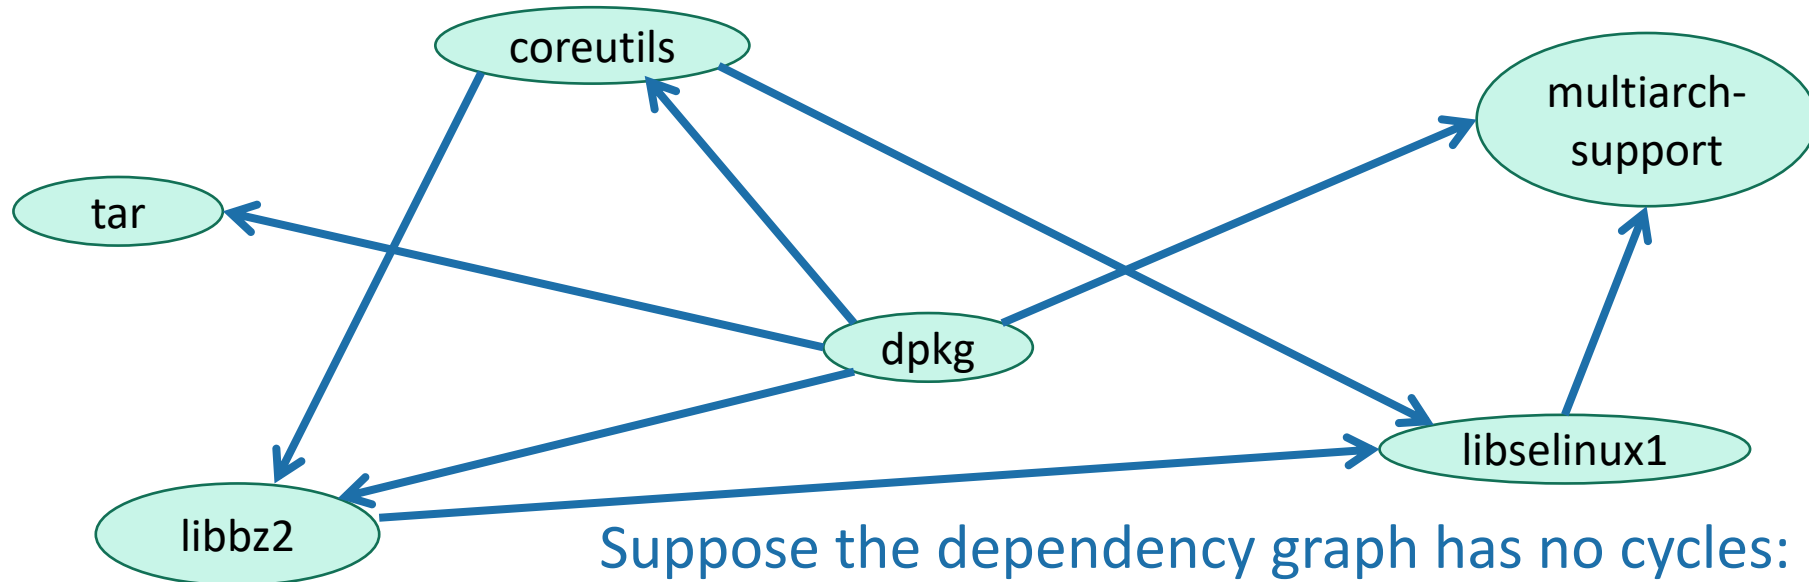 coreutils
multiarch-
support
tar
dpkg
libselinux1
libbz2
Suppose the dependency graph has no cycles: